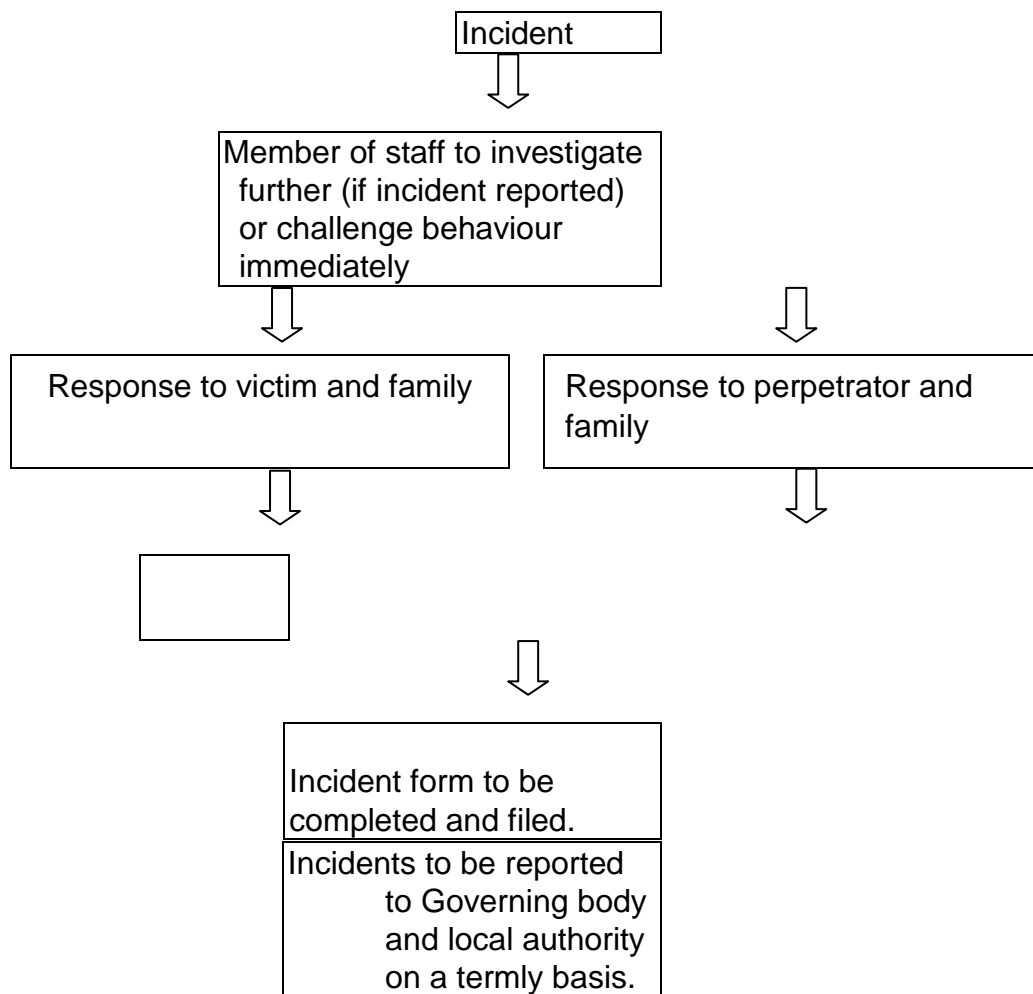 Incident
Member of staff to investigate
further (if incident reported)
or challenge behaviour
immediately
Response to victim and family
Response to perpetrator and
family
Incident form to be
completed and filed.
Incidents to be reported
to Governing body
and local authority
on a termly basis.